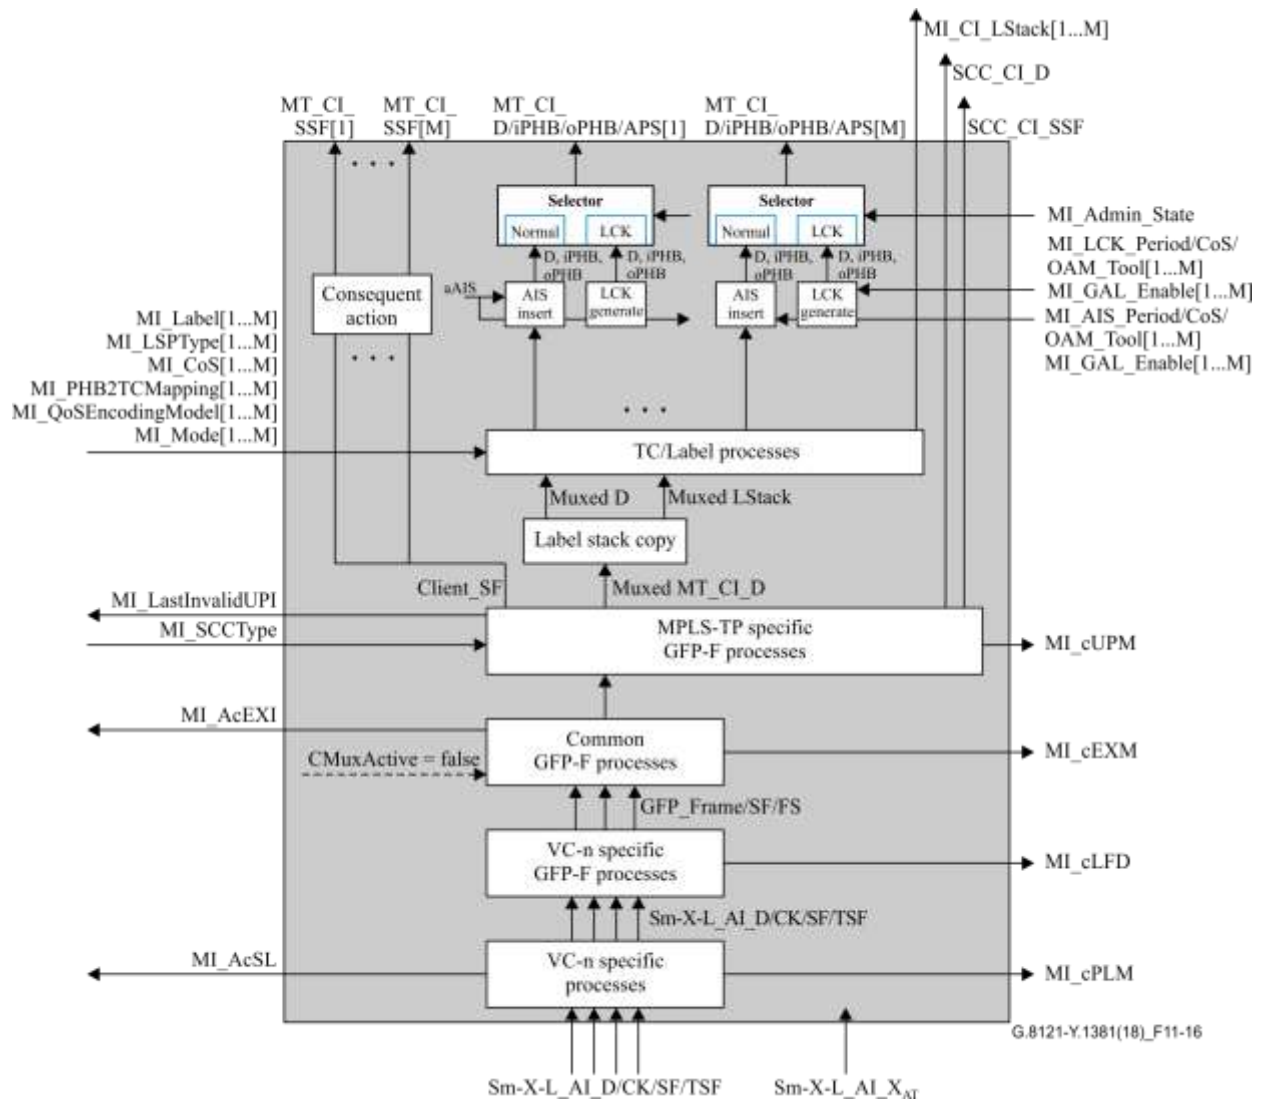 MI_CI_LStack[1...M]
SCC_CI_D
MT_CI_
SSF[1]
MT_CI_
SSF[M]
MT_CI_
D/iPHB/oPHB/APS[1]
MT_CI_
D/iPHB/oPHB/APS[M]
SCC_CI_SSF
Selector
Normal
LCK
Selector
Normal
LCK
MI_Admin_State
D, iPHB,
oPHB
D, iPHB,
oPHB
D, iPHB,
oPHB
D, iPHB,
oPHB
MI_LCK_Period/CoS/
OAM_Tool[1...M]
MI_GAL_Enable[1...M]
MI_AIS_Period/CoS/
OAM_Tool[1...M]
MI_GAL_Enable[1...M]
Consequent
action
aAIS
AIS
insert
LCK
generate
AIS
insert
LCK
generate
MI_Label[1...M]
MI_LSPType[1...M]
MI_CoS[1...M]
MI_PHB2TCMapping[1...M]
MI_QoSEncodingModel[1...M]
MI_Mode[1...M]
TC/Label processes
Muxed D
Muxed LStack
Label stack copy
Client_SF
Muxed MT_CI_D
MI_LastInvalidUPI
MI_SCCType
MPLS-TP specific
GFP-F processes
MI_cUPM
MI_AcEXI
Common
GFP-F processes
CMuxActive = false
MI_cEXM
GFP_Frame/SF/FS
VC-n specific
GFP-F processes
MI_cLFD
Sm-X-L_AI_D/CK/SF/TSF
MI_AcSL
VC-n specific
processes
MI_cPLM
G.8121-Y.1381(18)_F11-16
Sm-X-L_AI_D/CK/SF/TSF
Sm-X-L_AI_X_AT